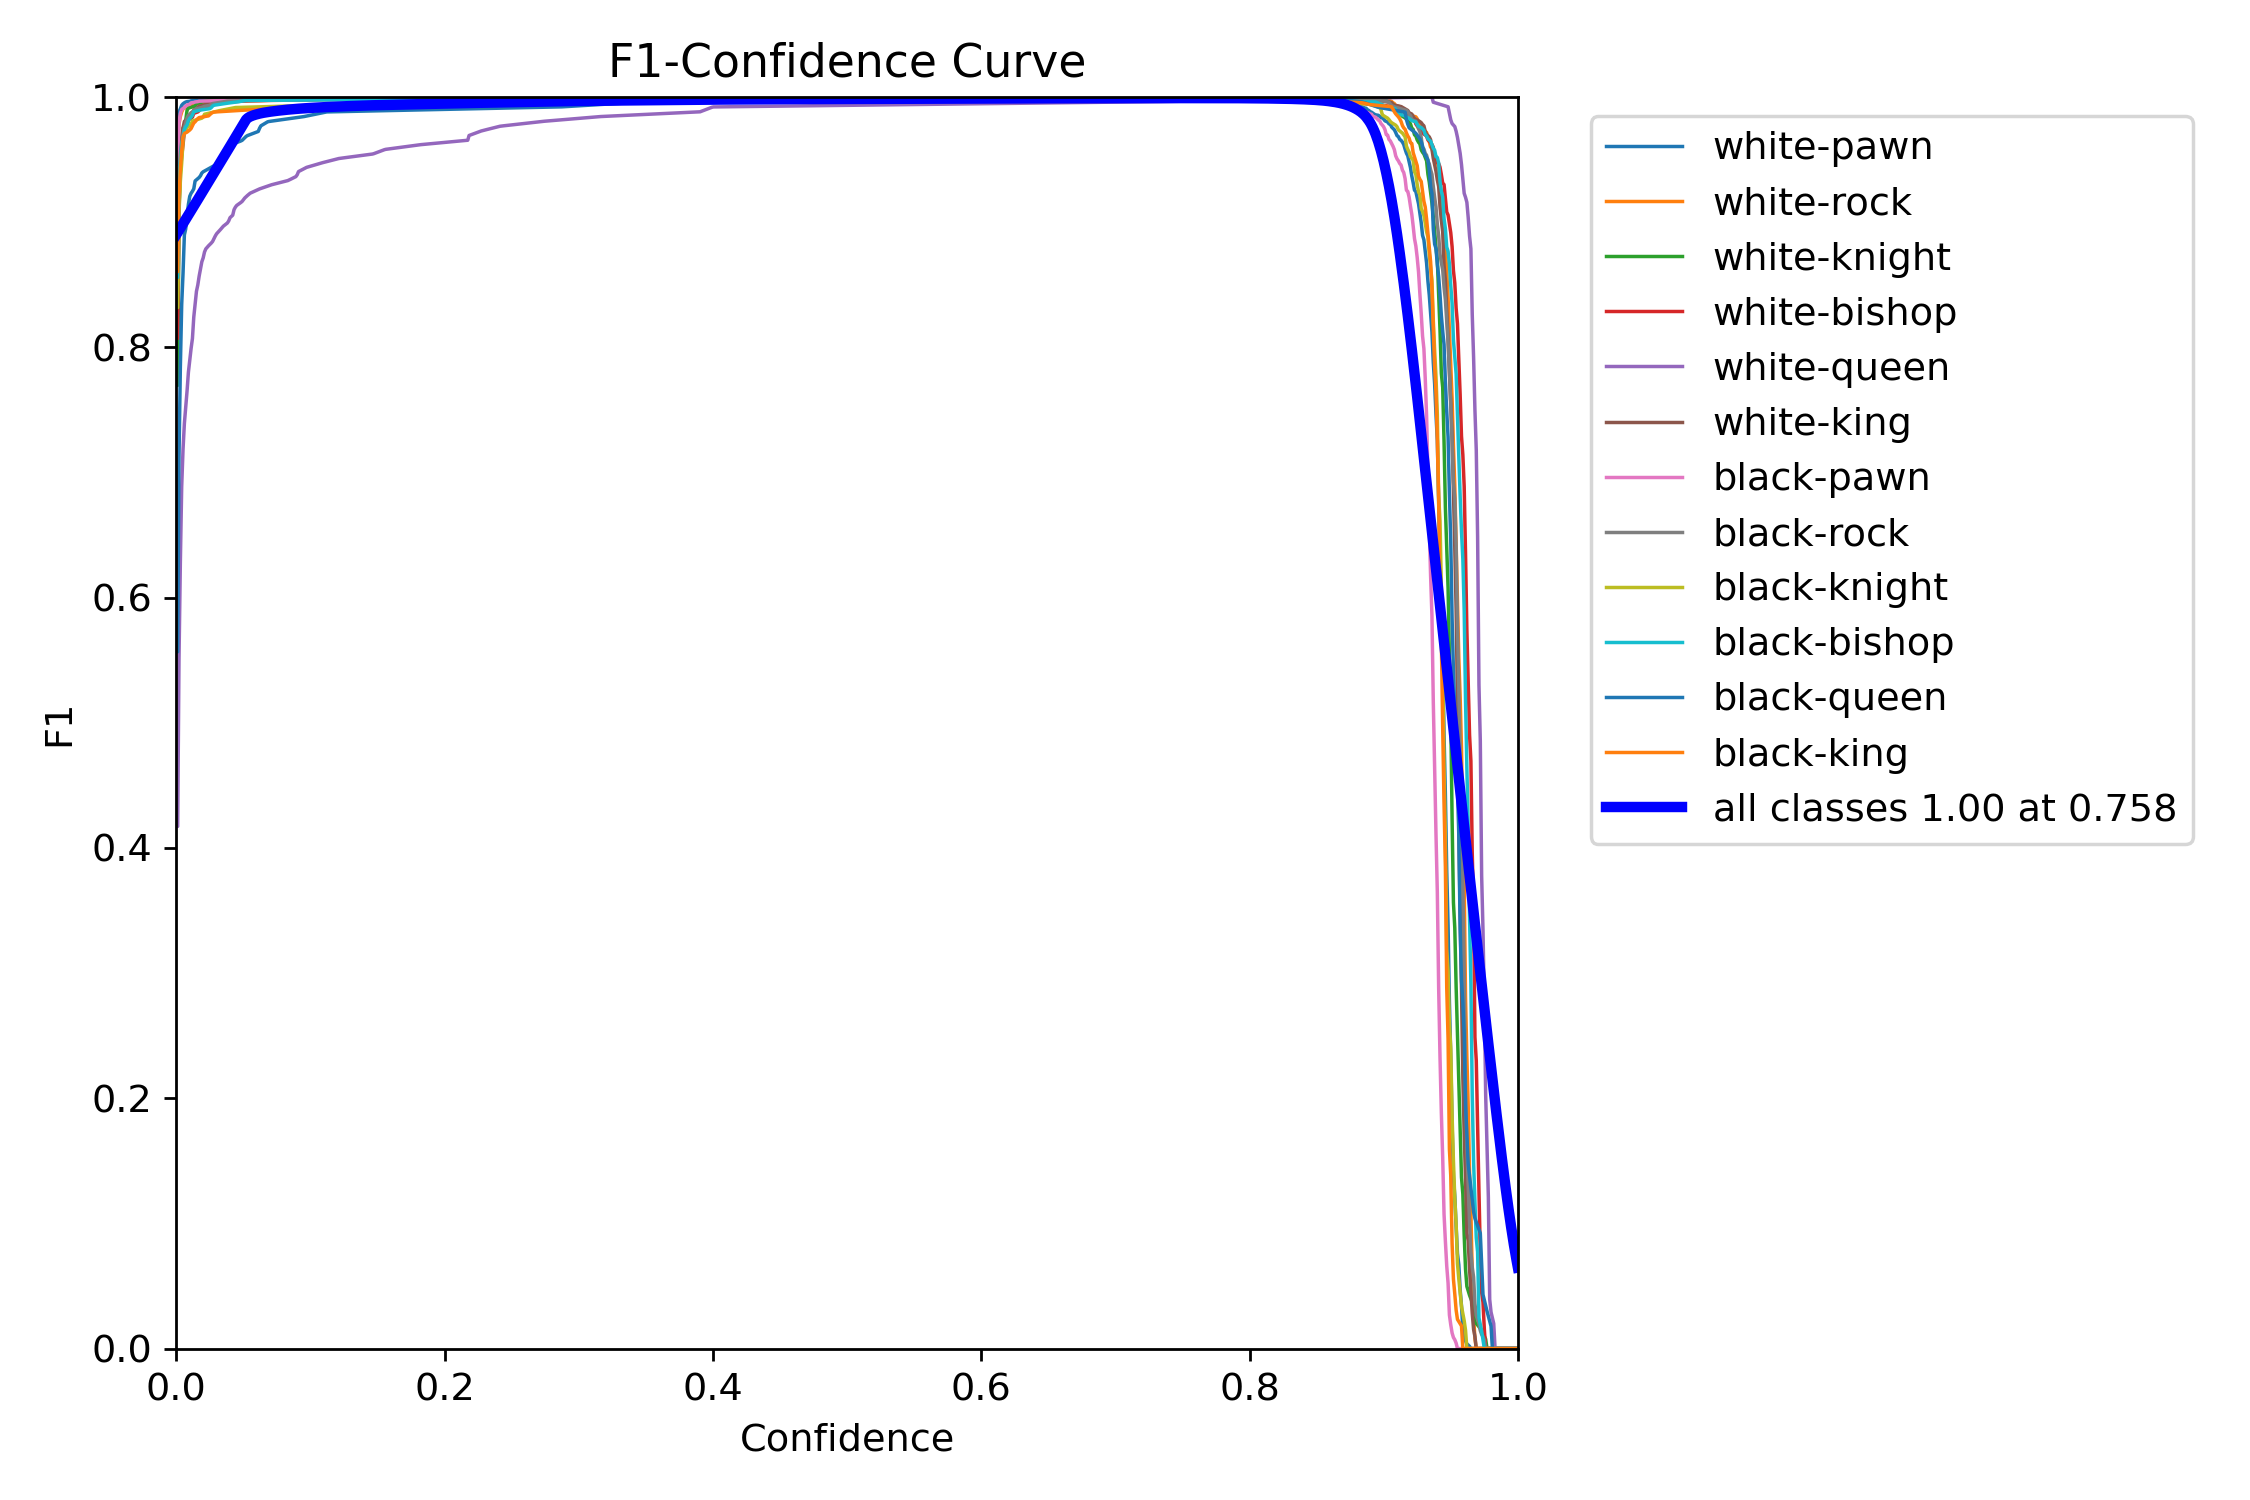 F1-Confidence Curve
1.0
0.8
0.6
0.4
0.2
0.0
F1
0.0 0.2 0.4 0.6 0.8 1.0
Confidence
white-pawn
white-rock
white-knight
white-bishop
white-queen
white-king
black-pawn
black-rock
black-knight
black-bishop
black-queen
black-king
all classes 1.00 at 0.758